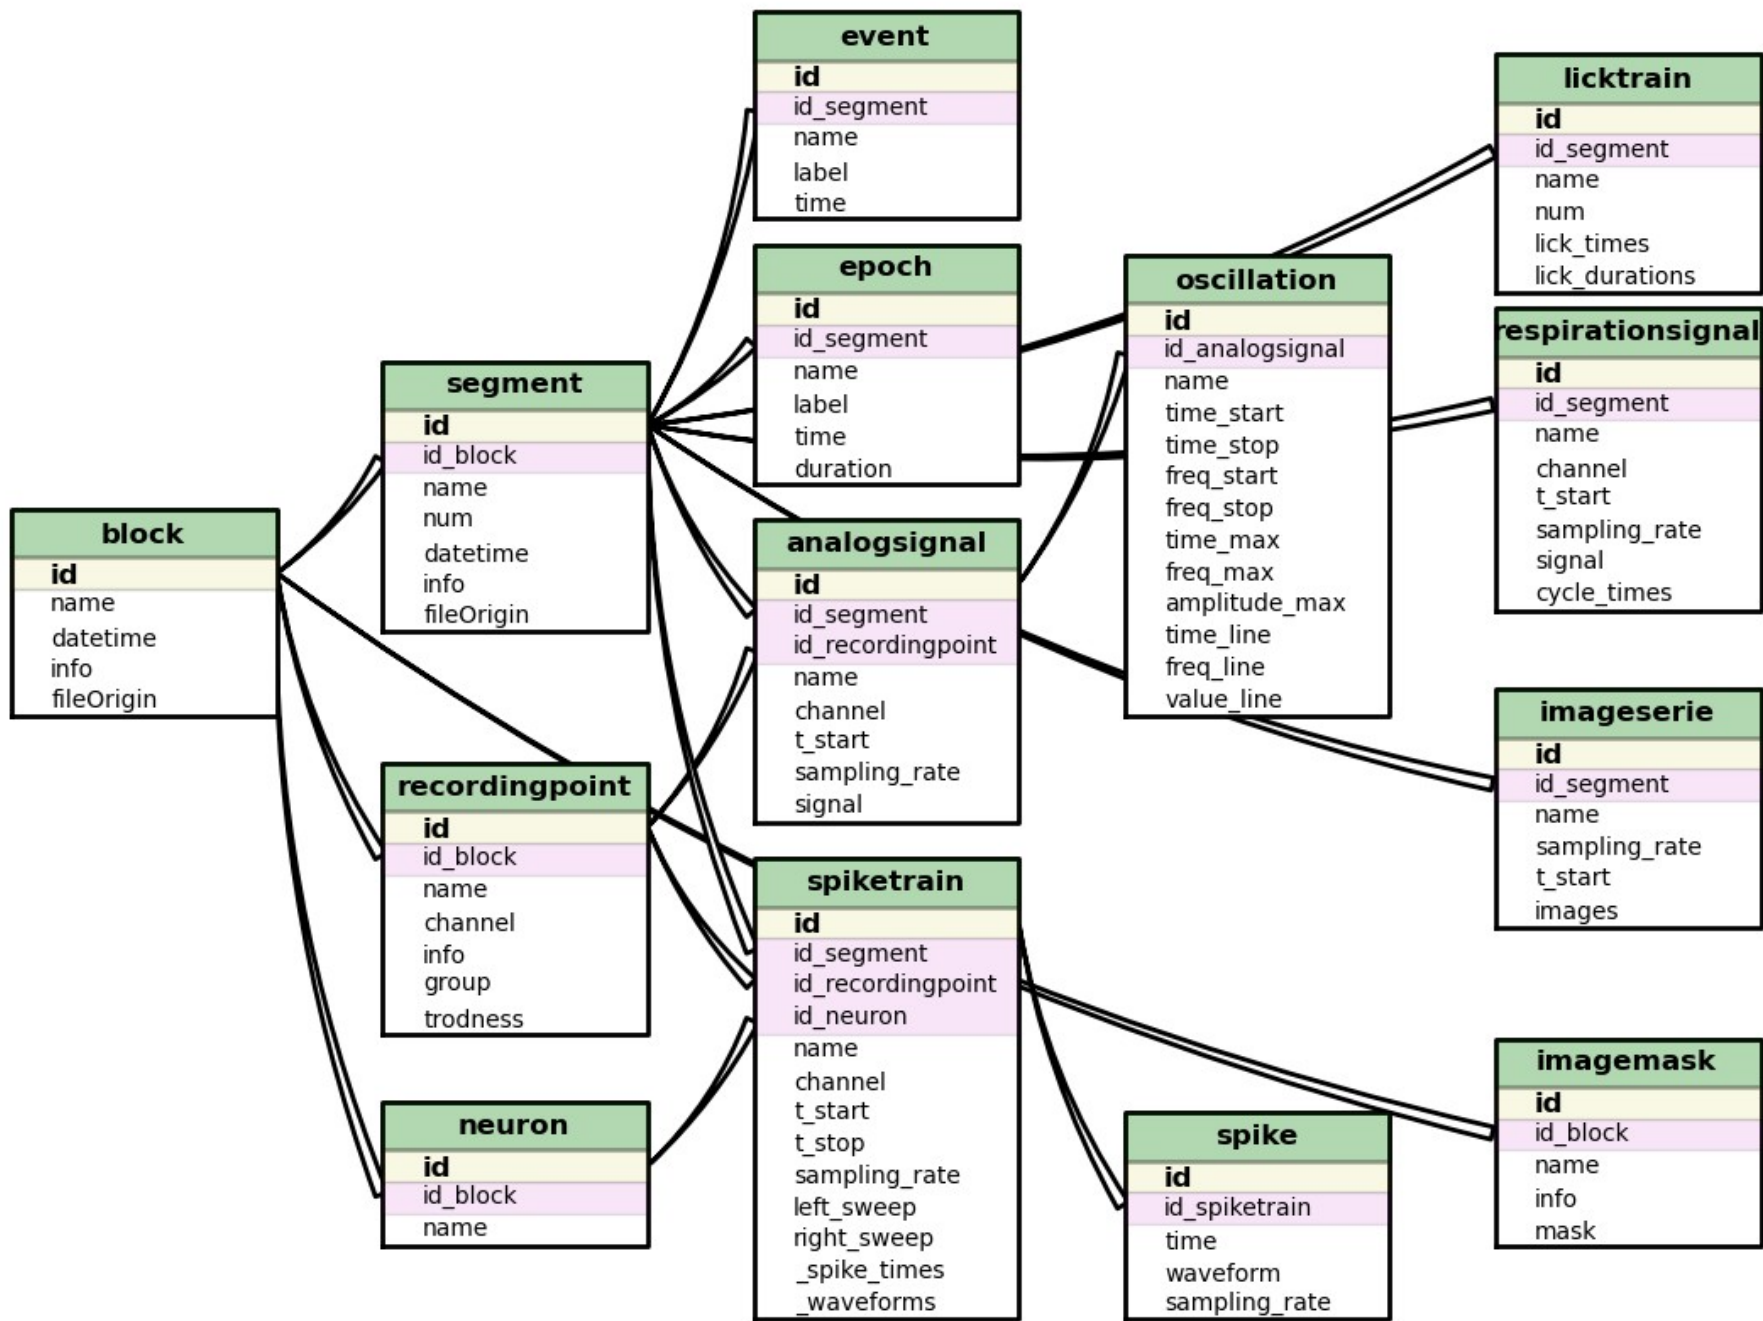 block
id
name
datetime
info
fileOrigin
segment
id
id_block
name
num
datetime
info
fileOrigin
recordingpoint
id
id_block
name
channel
info
group
trodness
neuron
id
id_block
name
event
id
id_segment
name
label
time
epoch
id
id_segment
name
label
time
duration
analogsignal
id
id_segment
id_recordingpoint
name
channel
t_start
sampling_rate
signal
spiketrain
id
id_segment
id_recordingpoint
id_neuron
name
channel
t_start
t_stop
sampling_rate
left_sweep
right_sweep
_spike_times
_waveforms
oscillation
id
id_analogsignal
name
time_start
time_stop
freq_start
freq_stop
time_max
freq_max
amplitude_max
time_line
freq_line
value_line
spike
id
id_spiketrain
time
waveform
sampling_rate
licktrain
id
id_segment
name
num
lick_times
lick_durations
respirationsignal
id
id_segment
name
channel
t_start
sampling_rate
signal
cycle_times
imageserie
id
id_segment
name
sampling_rate
t_start
images
imagemask
id
id_block
name
info
mask